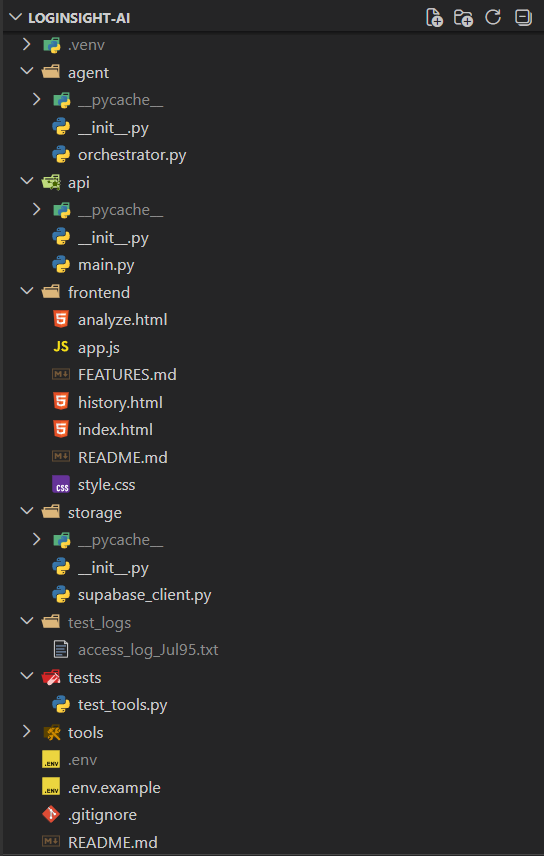 LOGINSIGHT-AI
.venv
agent
__pycache__
__init__.py
orchestrator.py
api
__pycache__
__init__.py
main.py
frontend
analyze.html
JS app.js
M↓ FEATURES.md
history.html
index.html
M↓ README.md
CSS style.css
storage
__pycache__
__init__.py
supabase_client.py
test_logs
access_log_Jul95.txt
tests
test_tools.py
tools
.ENV .env
.ENV .env.example
.gitignore
M↓ README.md